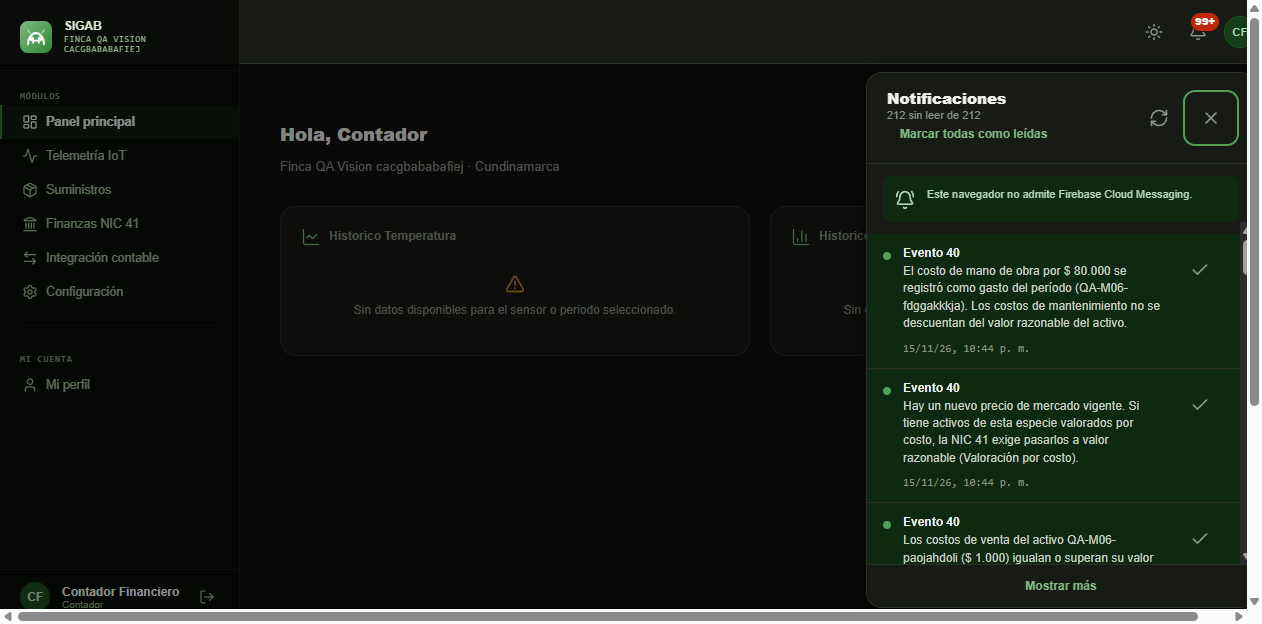 SIGAB
FINCA QA VISION
CACGBABABAFIEJ
99+
CF
MÓDULOS
Panel principal
Telemetría IoT
Suministros
Finanzas NIC 41
Integración contable
Configuración
MI CUENTA
Mi perfil
CF
Contador Financiero
Contador
Hola, Contador
Finca QA Vision cacgbababafiej · Cundinamarca
Historico Temperatura
Sin datos disponibles para el sensor o periodo seleccionado.
Notificaciones
212 sin leer de 212
Marcar todas como leídas
Este navegador no admite Firebase Cloud Messaging.
Evento 40
El costo de mano de obra por $ 80.000 se
registró como gasto del período (QA-M06-
fdggakkkja). Los costos de mantenimiento no se
descuentan del valor razonable del activo.
15/11/26, 10:44 p. m.
Evento 40
Hay un nuevo precio de mercado vigente. Si
tiene activos de esta especie valorados por
costo, la NIC 41 exige pasarlos a valor
razonable (Valoración por costo).
15/11/26, 10:44 p. m.
Evento 40
Los costos de venta del activo QA-M06-
paojahdoli ($ 1.000) igualan o superan su valor
Mostrar más